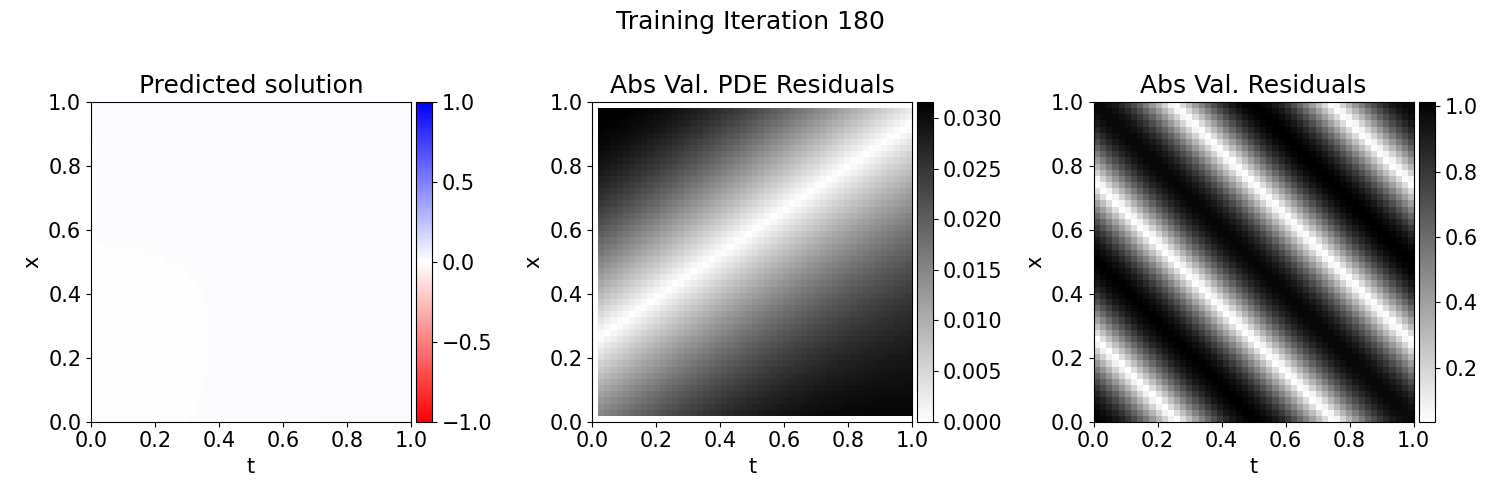 Training Iteration 180
Predicted solution
Abs Val. PDE Residuals
Abs Val. Residuals
1.0
0.8
0.6
0.4
0.2
0.0
x
0.0 0.2 0.4 0.6 0.8 1.0
t
1.0
0.5
0.0
−0.5
−1.0
1.0
0.8
0.6
0.4
0.2
0.0
x
0.0 0.2 0.4 0.6 0.8 1.0
t
0.030
0.025
0.020
0.015
0.010
0.005
0.000
1.0
0.8
0.6
0.4
0.2
0.0
x
0.0 0.2 0.4 0.6 0.8 1.0
t
1.0
0.8
0.6
0.4
0.2